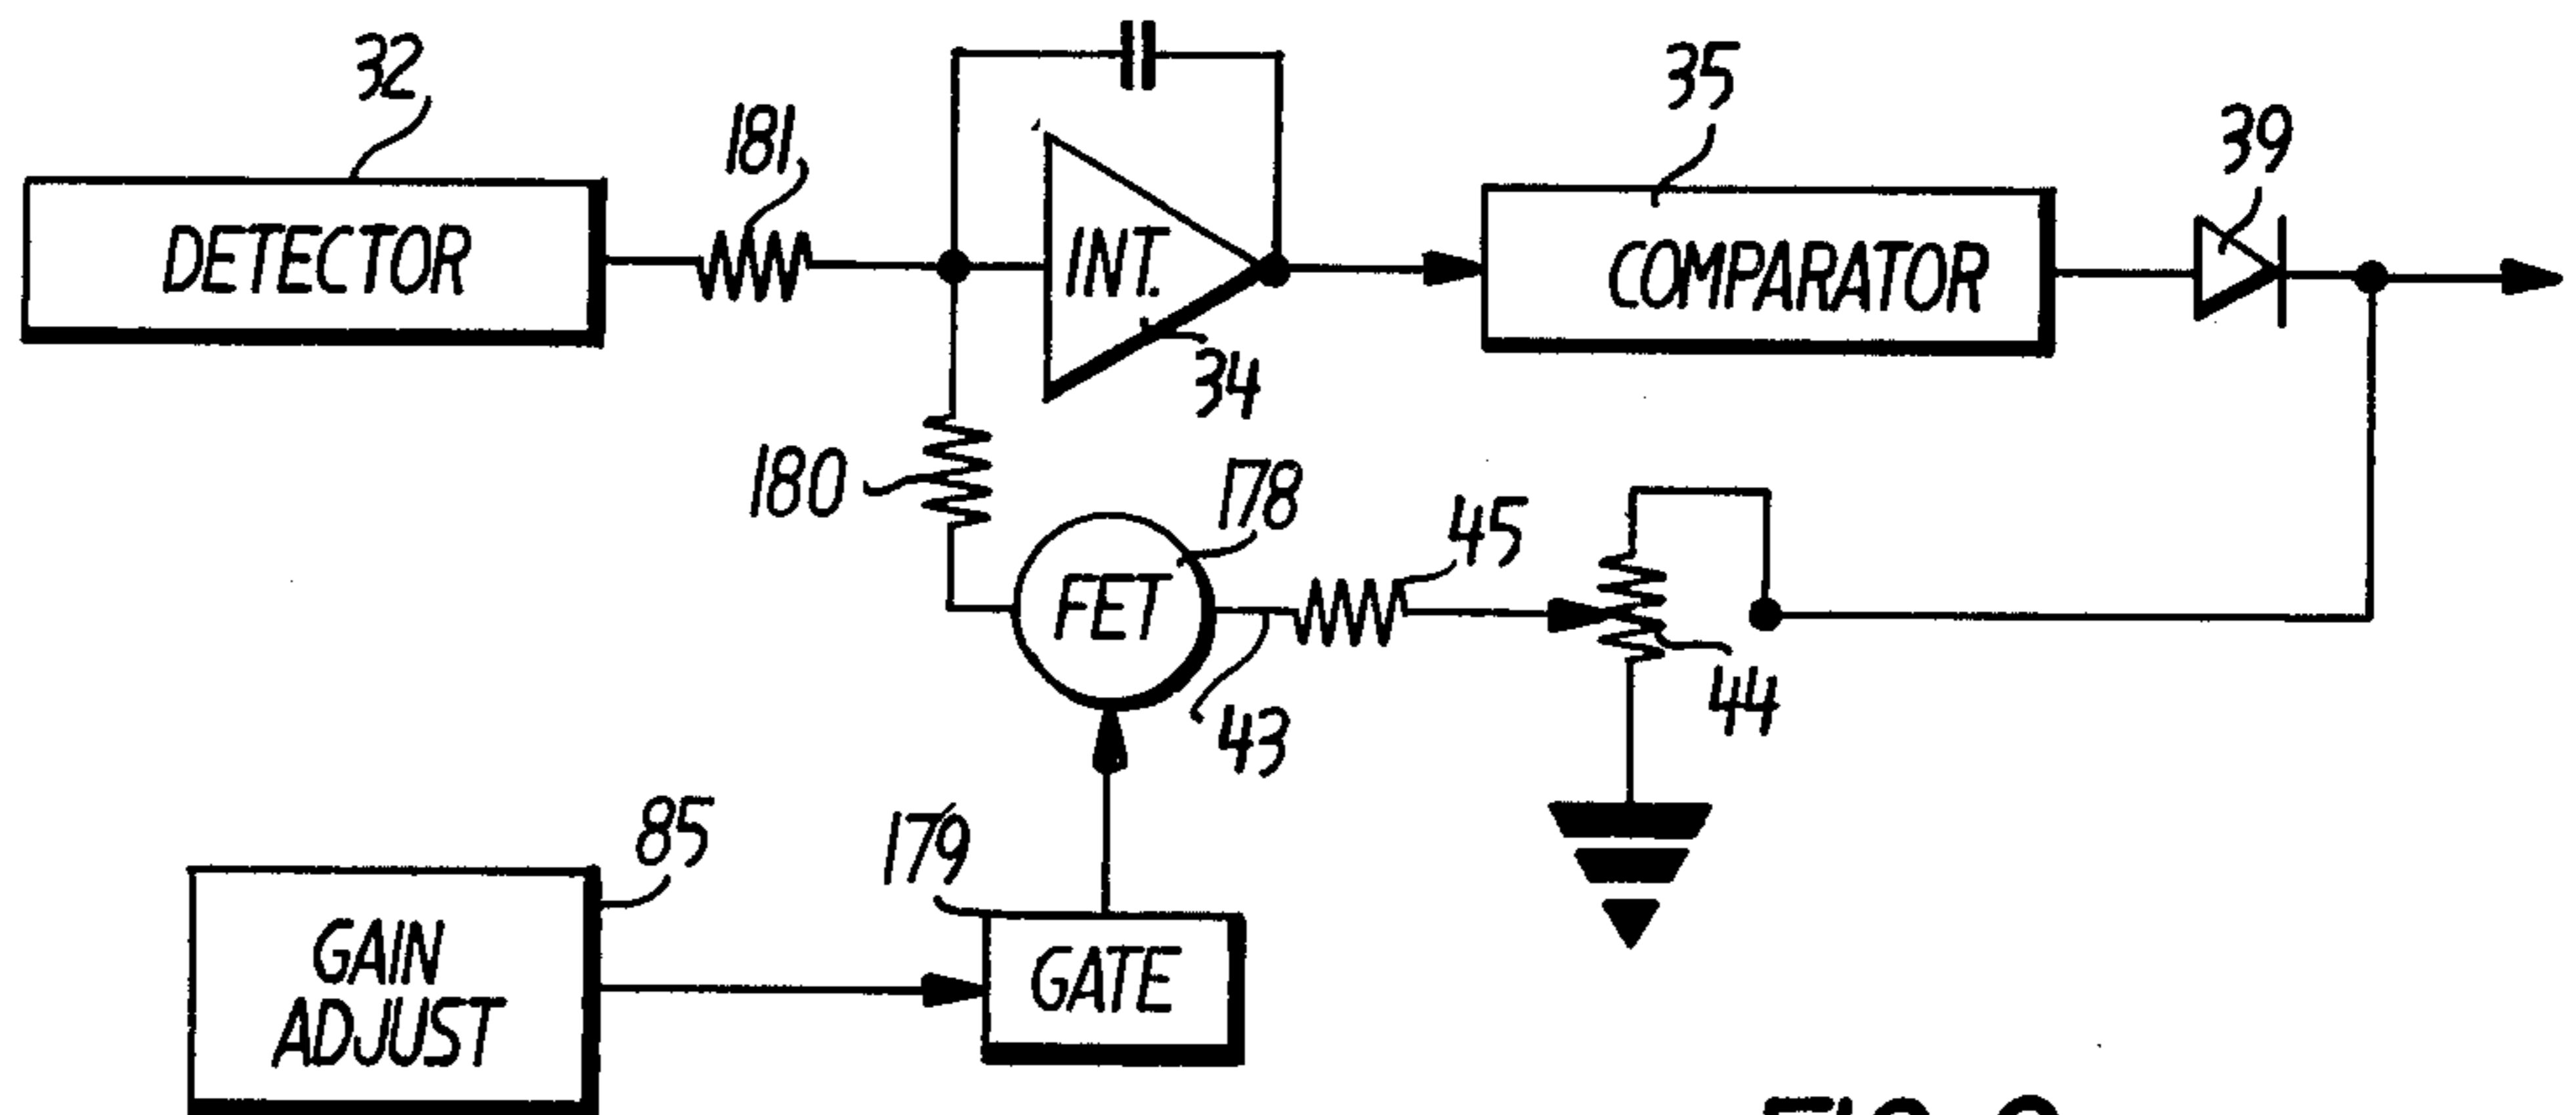 32
181
35
39
DETECTOR
INT.
COMPARATOR
34
180
178
45
FET
43
44
85
179
GAIN
ADJUST
GATE